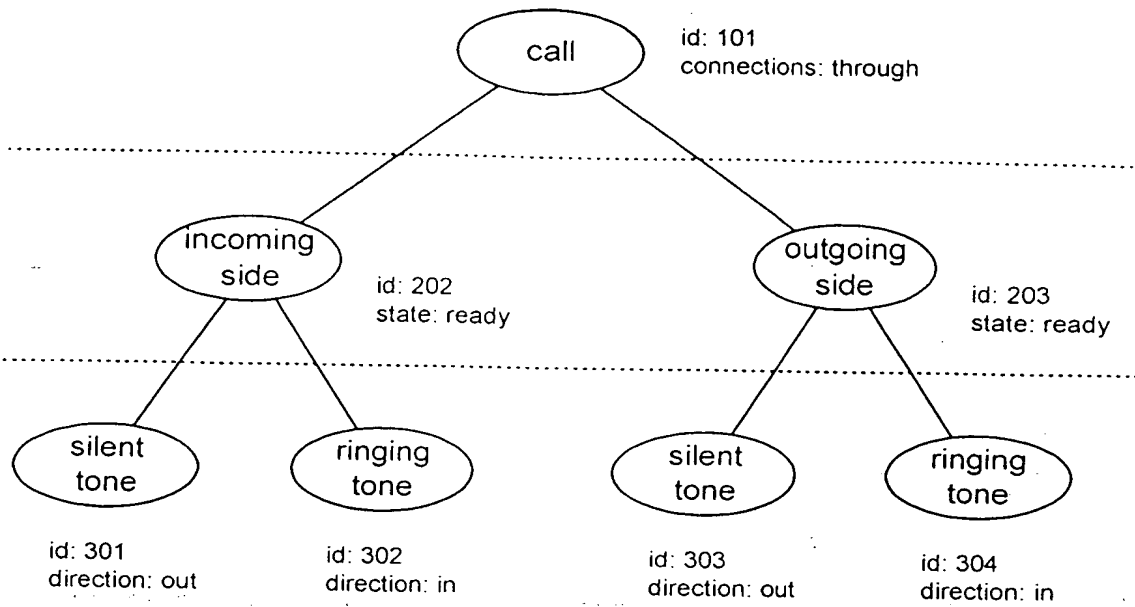 call
id: 101
connections: through
incoming
side
id: 202
state: ready
outgoing
side
id: 203
state: ready
silent
tone
ringing
tone
silent
tone
ringing
tone
id: 301
direction: out
id: 302
direction: in
id: 303
direction: out
id: 304
direction: in